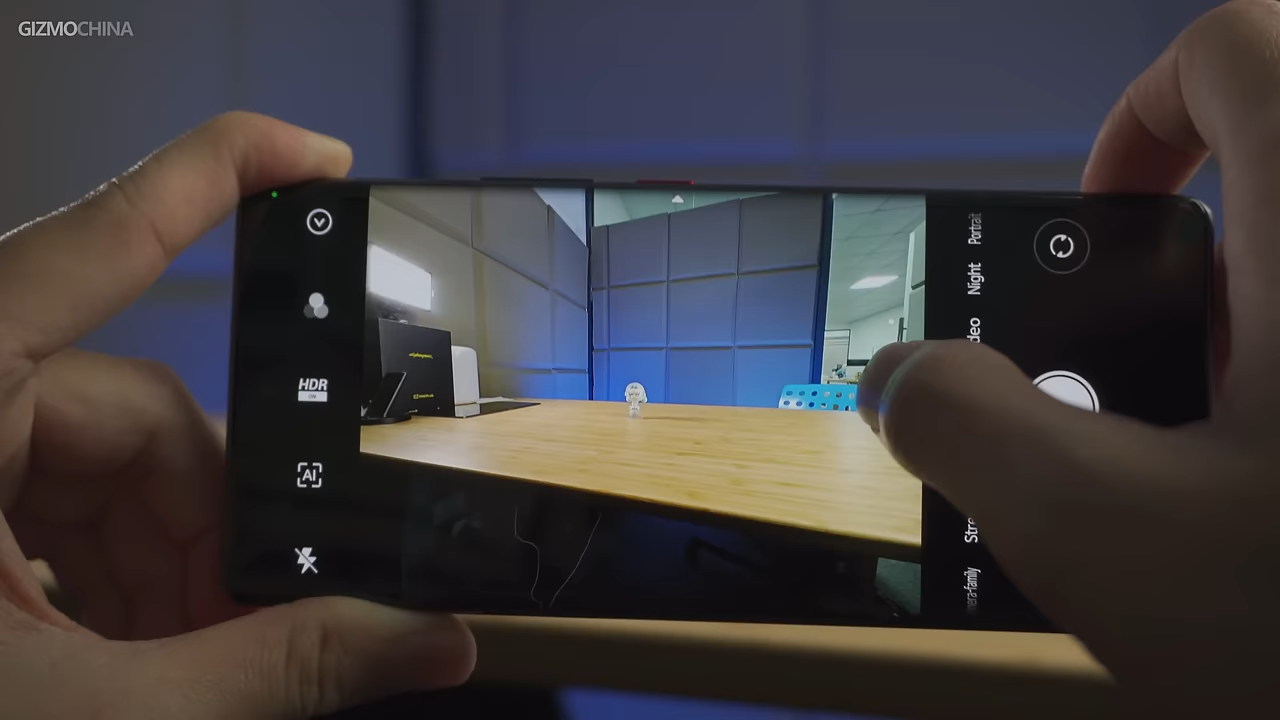 GIZMOCHINA
HDR
ON
AI
Portrait
Night
deo
Stre
era-family